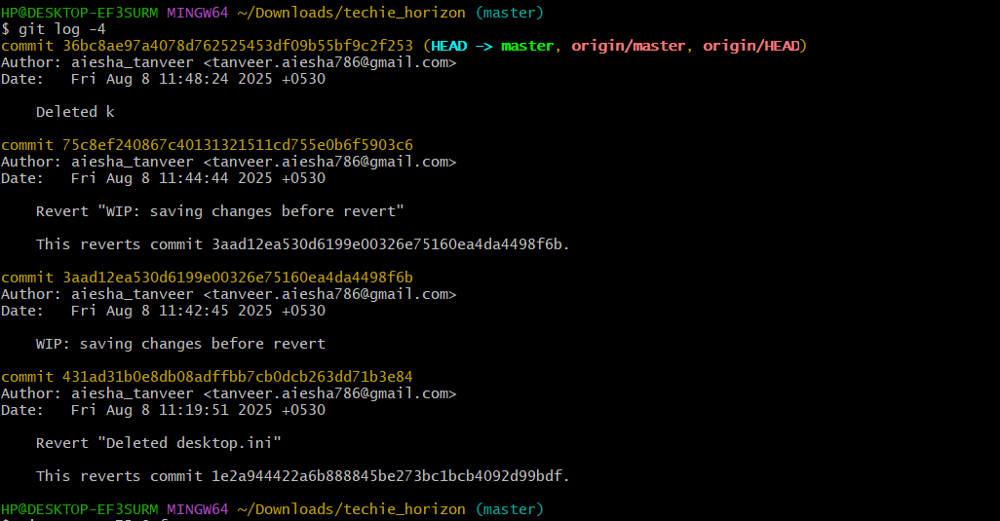 HP@DESKTOP-EF3SURM MINGW64 ~/Downloads/techie_horizon (master)
$ git log -4
commit 36bc8ae97a4078d762525453df09b55bf9c2f253 (HEAD -> master, origin/master, origin/HEAD)
Author: aiesha_tanveer <tanveer.aiesha786@gmail.com>
Date:   Fri Aug 8 11:48:24 2025 +0530
Deleted k
commit 75c8ef240867c40131321511cd755e0b6f5903c6
Author: aiesha_tanveer <tanveer.aiesha786@gmail.com>
Date:   Fri Aug 8 11:44:44 2025 +0530
Revert "WIP: saving changes before revert"
This reverts commit 3aad12ea530d6199e00326e75160ea4da4498f6b.
commit 3aad12ea530d6199e00326e75160ea4da4498f6b
Author: aiesha_tanveer <tanveer.aiesha786@gmail.com>
Date:   Fri Aug 8 11:42:45 2025 +0530
WIP: saving changes before revert
commit 431ad31b0e8db08adffbb7cb0dcb263dd71b3e84
Author: aiesha_tanveer <tanveer.aiesha786@gmail.com>
Date:   Fri Aug 8 11:19:51 2025 +0530
Revert "Deleted desktop.ini"
This reverts commit 1e2a944422a6b888845be273bc1bcb4092d99bdf.
HP@DESKTOP-EF3SURM MINGW64 ~/Downloads/techie_horizon (master)